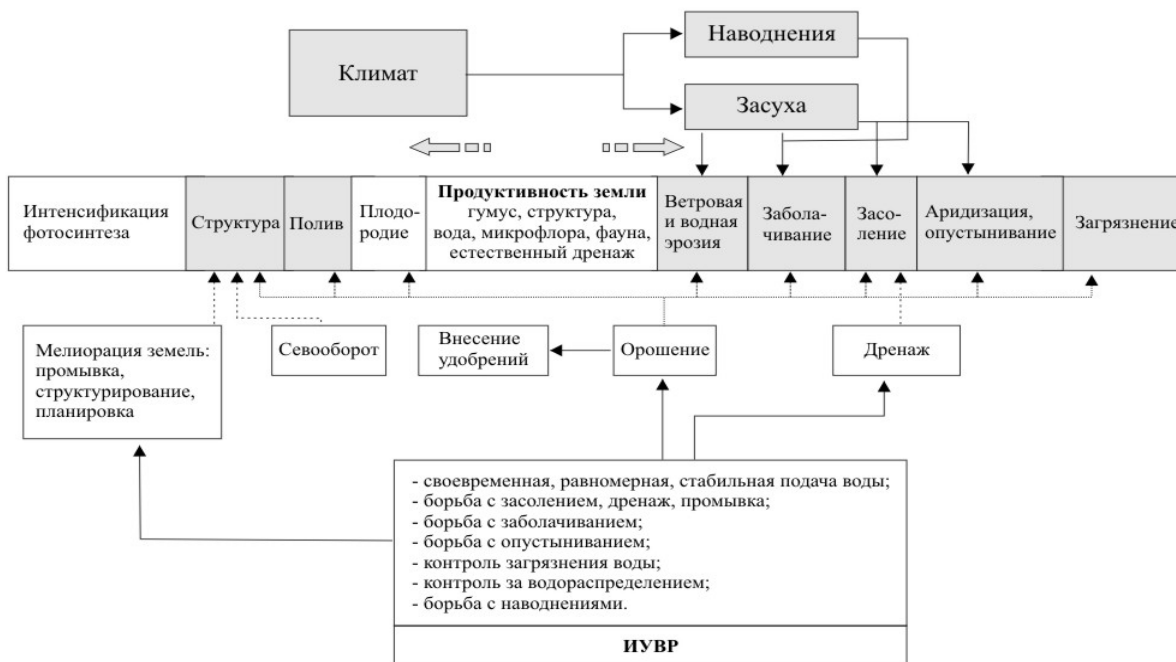 Наводнения
Климат
Засуха
Интенсификация
фотосинтеза
Структура
Полив
Плодо-
родие
Продуктивность земли
гумус, структура,
вода, микрофлора, фауна,
естественный дренаж
Ветровая
и водная
эрозия
Забола-
чивание
Засо-
ление
Аридизация,
опустынивание
Загрязнение
Мелиорация земель:
промывка,
структурирование,
планировка
Севооборот
Внесение
удобрений
Орошение
Дренаж
- своевременная, равномерная, стабильная подача воды;
- борьба с засолением, дренаж, промывка;
- борьба с заболачиванием;
- борьба с опустыниванием;
- контроль загрязнения воды;
- контроль за водораспределением;
- борьба с наводнениями.
ИУВР